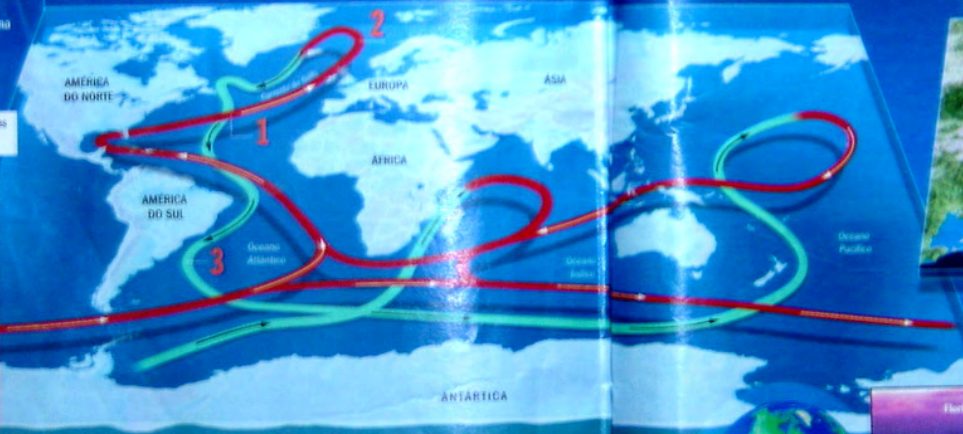 2
AMÉRICA
DO NORTE
EUROPA
ÁSIA
1
ÁFRICA
AMÉRICA
DO SUL
3
Oceano
Atlântico
Oceano
Índico
Oceano
Pacífico
ANTÁRTICA